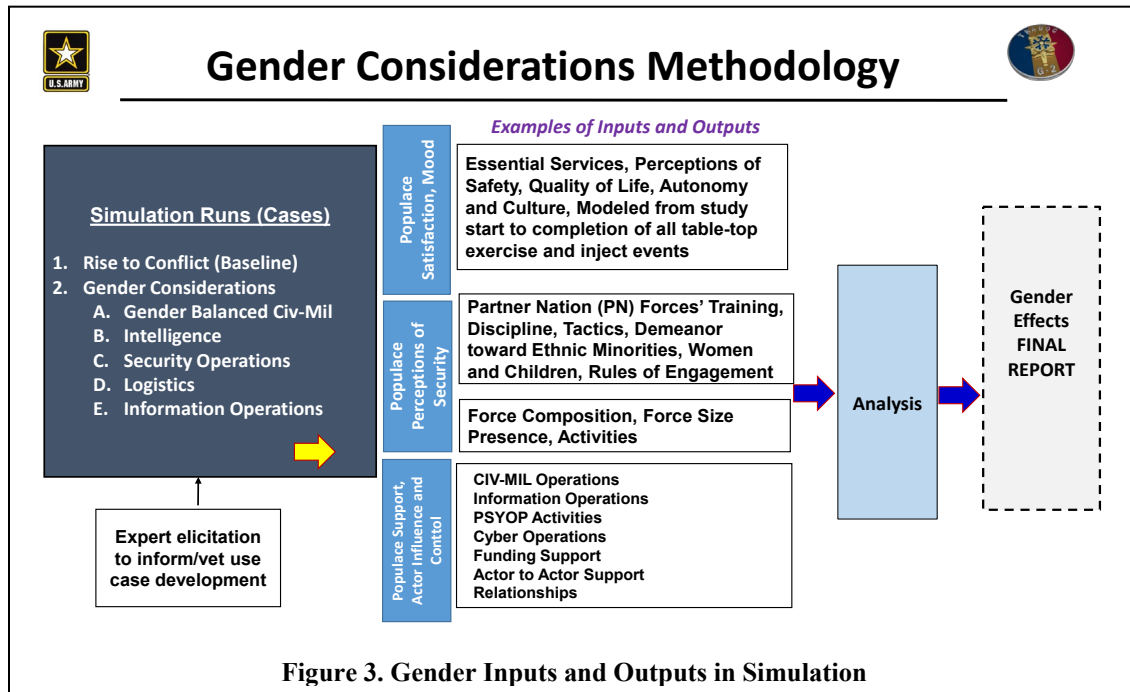 U.S.ARMY
Gender Considerations Methodology
TRADOC
G-2
Examples of Inputs and Outputs
Simulation Runs (Cases)
1. Rise to Conflict (Baseline)
2. Gender Considerations
A. Gender Balanced Civ-Mil
B. Intelligence
C. Security Operations
D. Logistics
E. Information Operations
Expert elicitation
to inform/vet use
case development
Populace
Satisfaction, Mood
Essential Services, Perceptions of
Safety, Quality of Life, Autonomy
and Culture, Modeled from study
start to completion of all table-top
exercise and inject events
Populace
Perceptions of
Security
Partner Nation (PN) Forces' Training,
Discipline, Tactics, Demeanor
toward Ethnic Minorities, Women
and Children, Rules of Engagement
Force Composition, Force Size
Presence, Activities
Populace Support,
Actor Influence and
Conttol
CIV-MIL Operations
Information Operations
PSYOP Activities
Cyber Operations
Funding Support
Actor to Actor Support
Relationships
Analysis
Gender
Effects
FINAL
REPORT
Figure 3. Gender Inputs and Outputs in Simulation